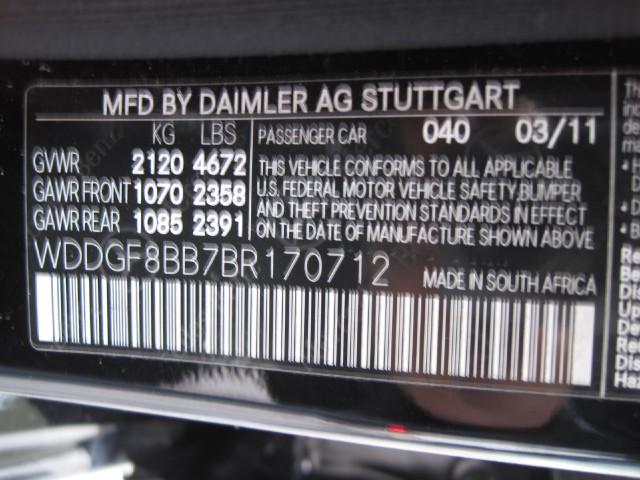 MFD BY DAIMLER AG STUTTGART
KG LBS
GVWR 2120 4672
GAWR FRONT 1070 2358
GAWR REAR 1085 2391
PASSENGER CAR 040 03/11
THIS VEHICLE CONFORMS TO ALL APPLICABLE
U.S. FEDERAL MOTOR VEHICLE SAFETY,BUMPER
AND THEFT PREVENTION STANDARDS IN EFFECT
ON THE DATE OF MANUFACTURE SHOWN ABOVE
WDDGF8BB7BR170712 MADE IN SOUTH AFRICA